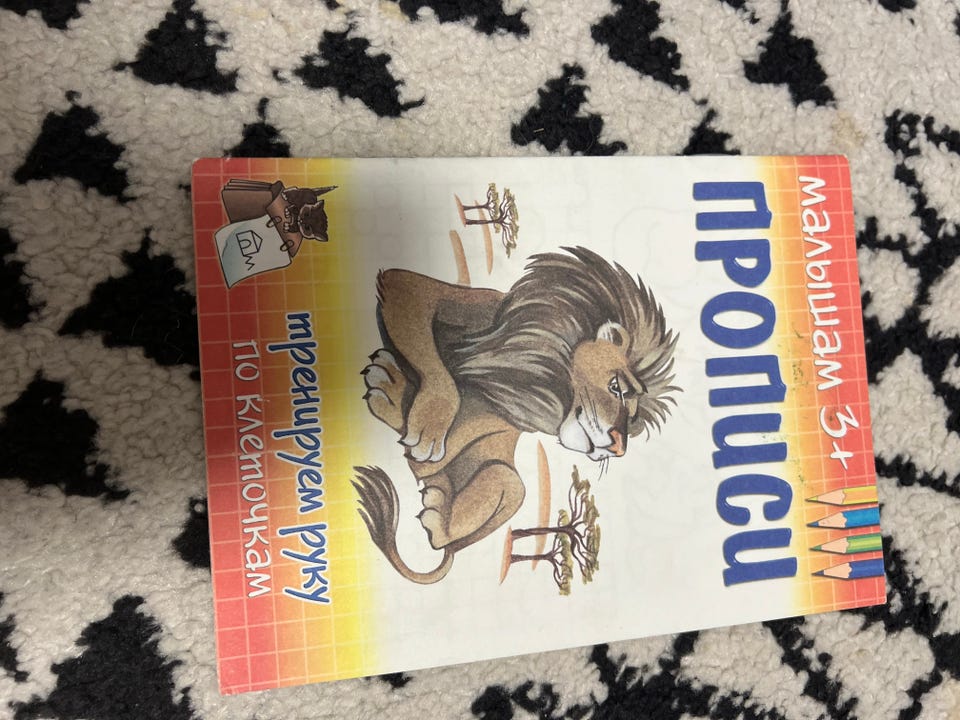 малышам 3+
ПРОПИСИ
тренируем руку
по клеточкам